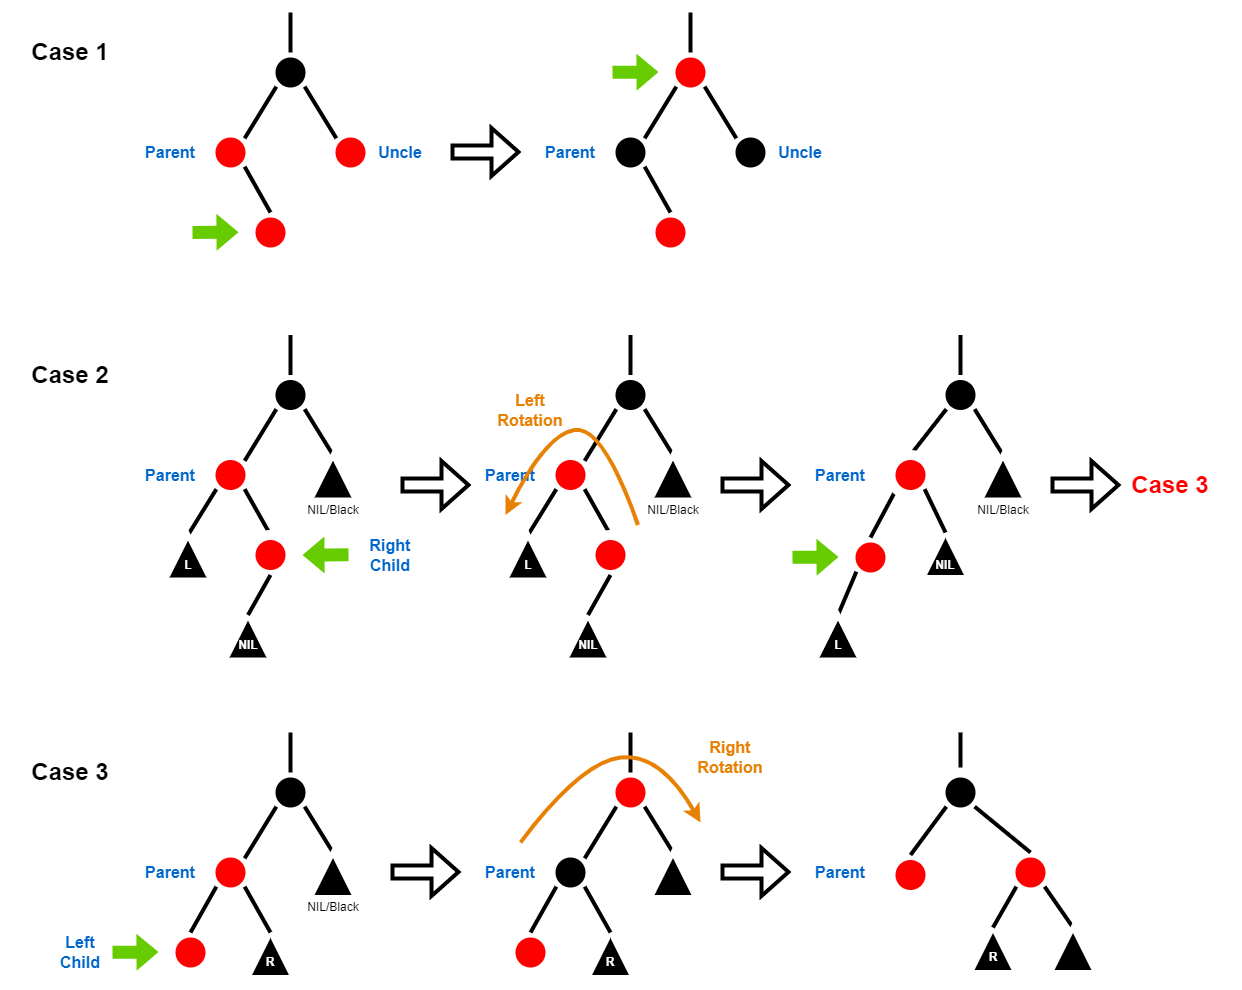 Case 1
Parent
Uncle
Parent
Uncle
Case 2
Parent
NIL/Black
L
Right
Child
NIL
Left
Rotation
Parent
NIL/Black
L
NIL
Parent
NIL/Black
NIL
L
Case 3
Case 3
Parent
NIL/Black
Left
Child
R
Right
Rotation
Parent
R
Parent
R